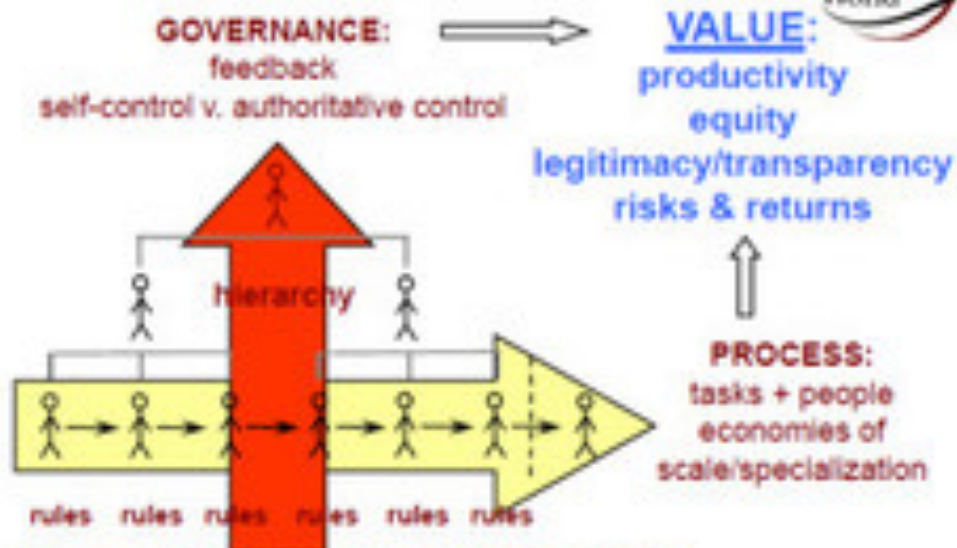 GOVERNANCE:
feedback
self-control v. authoritative control
World
VALUE:
productivity
equity
legitimacy/transparency
risks & returns
hierarchy
PROCESS:
tasks + people
economies of
scale/specialization
rules rules rules rules rules rules